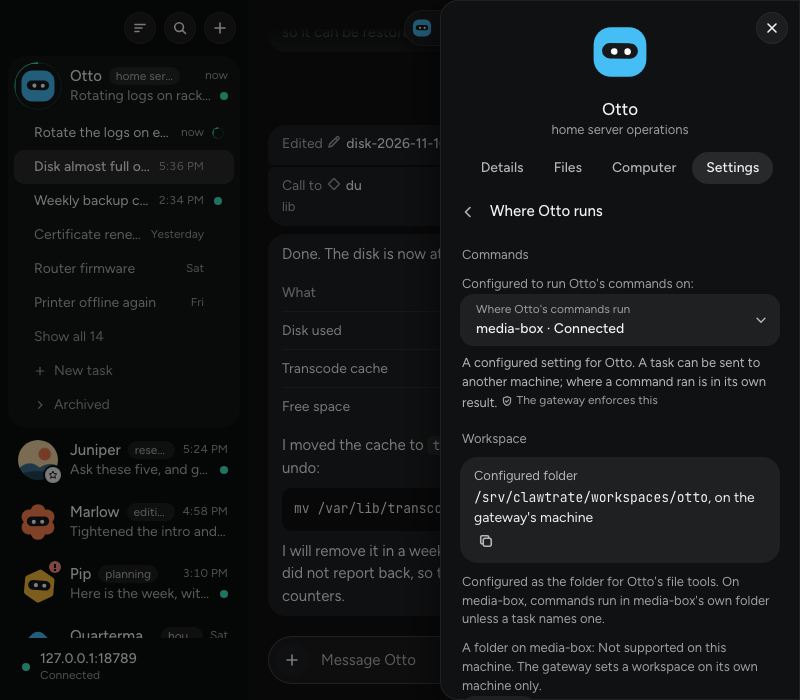 Otto
home ser...
now
Rotating logs on rack...
Rotate the logs on e...
now
Disk almost full o...
5:36 PM
Weekly backup c...
2:34 PM
Certificate rene...
Yesterday
Router firmware
Sat
Printer offline again
Fri
Show all 14
New task
Archived
Juniper
rese...
5:24 PM
Ask these five, and g...
Marlow
editi...
4:58 PM
Tightened the intro and...
Pip
planning
3:10 PM
Here is the week, wit...
Quarterma
hou...
Sat
127.0.0.1:18789
Connected
so it can be restor
Edited
disk-2026-11-1
Call to
du
lib
Done. The disk is now at
What
Disk used
Transcode cache
Free space
I moved the cache to
undo:
mv /var/lib/transco
I will remove it in a week
did not report back, so t
counters.
Message Otto
Otto
home server operations
Details
Files
Computer
Settings
Where Otto runs
Commands
Configured to run Otto's commands on:
Where Otto's commands run
media-box · Connected
A configured setting for Otto. A task can be sent to
another machine; where a command ran is in its own
result. The gateway enforces this
Workspace
Configured folder
/srv/clawtrate/workspaces/otto, on the
gateway's machine
Configured as the folder for Otto's file tools. On
media-box, commands run in media-box's own folder
unless a task names one.
A folder on media-box: Not supported on this
machine. The gateway sets a workspace on its own
machine only.